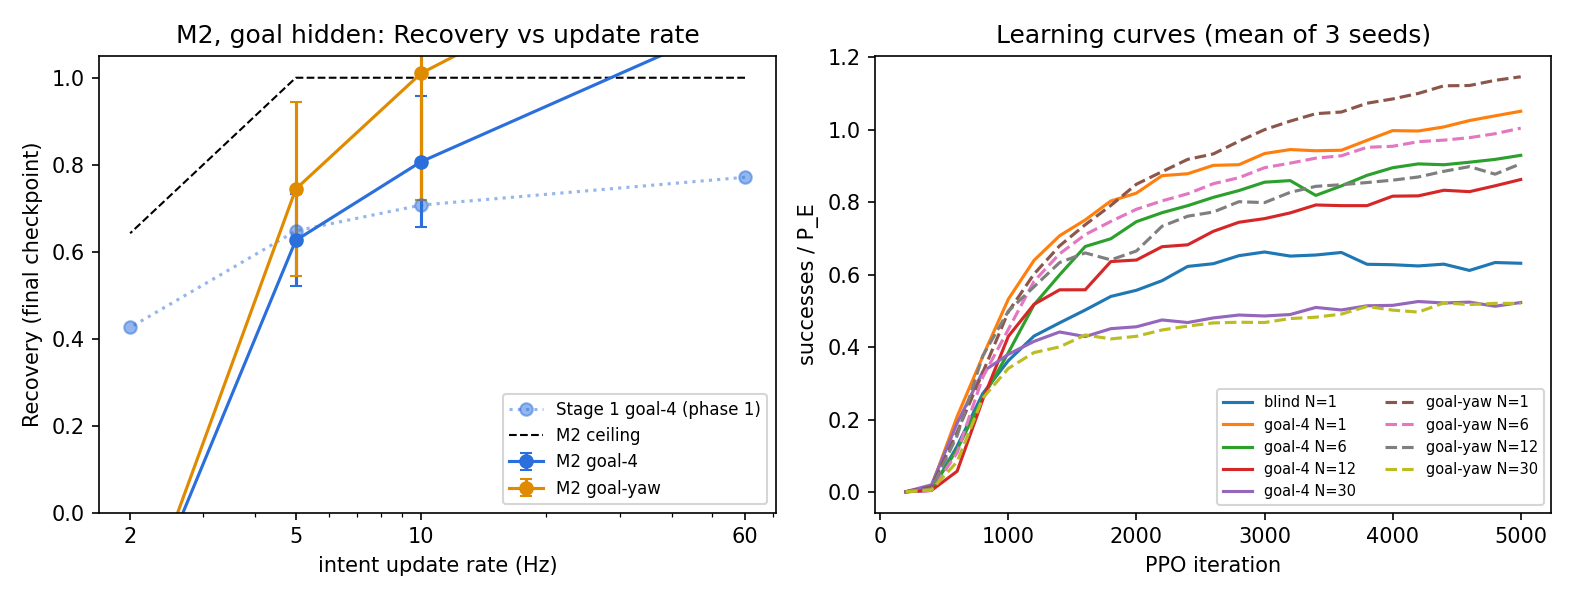 M2, goal hidden: Recovery vs update rate
Recovery (final checkpoint)
1.0
0.8
0.6
0.4
0.2
0.0
2
5
10
60
intent update rate (Hz)
Stage 1 goal-4 (phase 1)
M2 ceiling
M2 goal-4
M2 goal-yaw
Learning curves (mean of 3 seeds)
successes / P_E
1.2
1.0
0.8
0.6
0.4
0.2
0.0
0
1000
2000
3000
4000
5000
PPO iteration
blind N=1
goal-4 N=1
goal-4 N=6
goal-4 N=12
goal-4 N=30
goal-yaw N=1
goal-yaw N=6
goal-yaw N=12
goal-yaw N=30